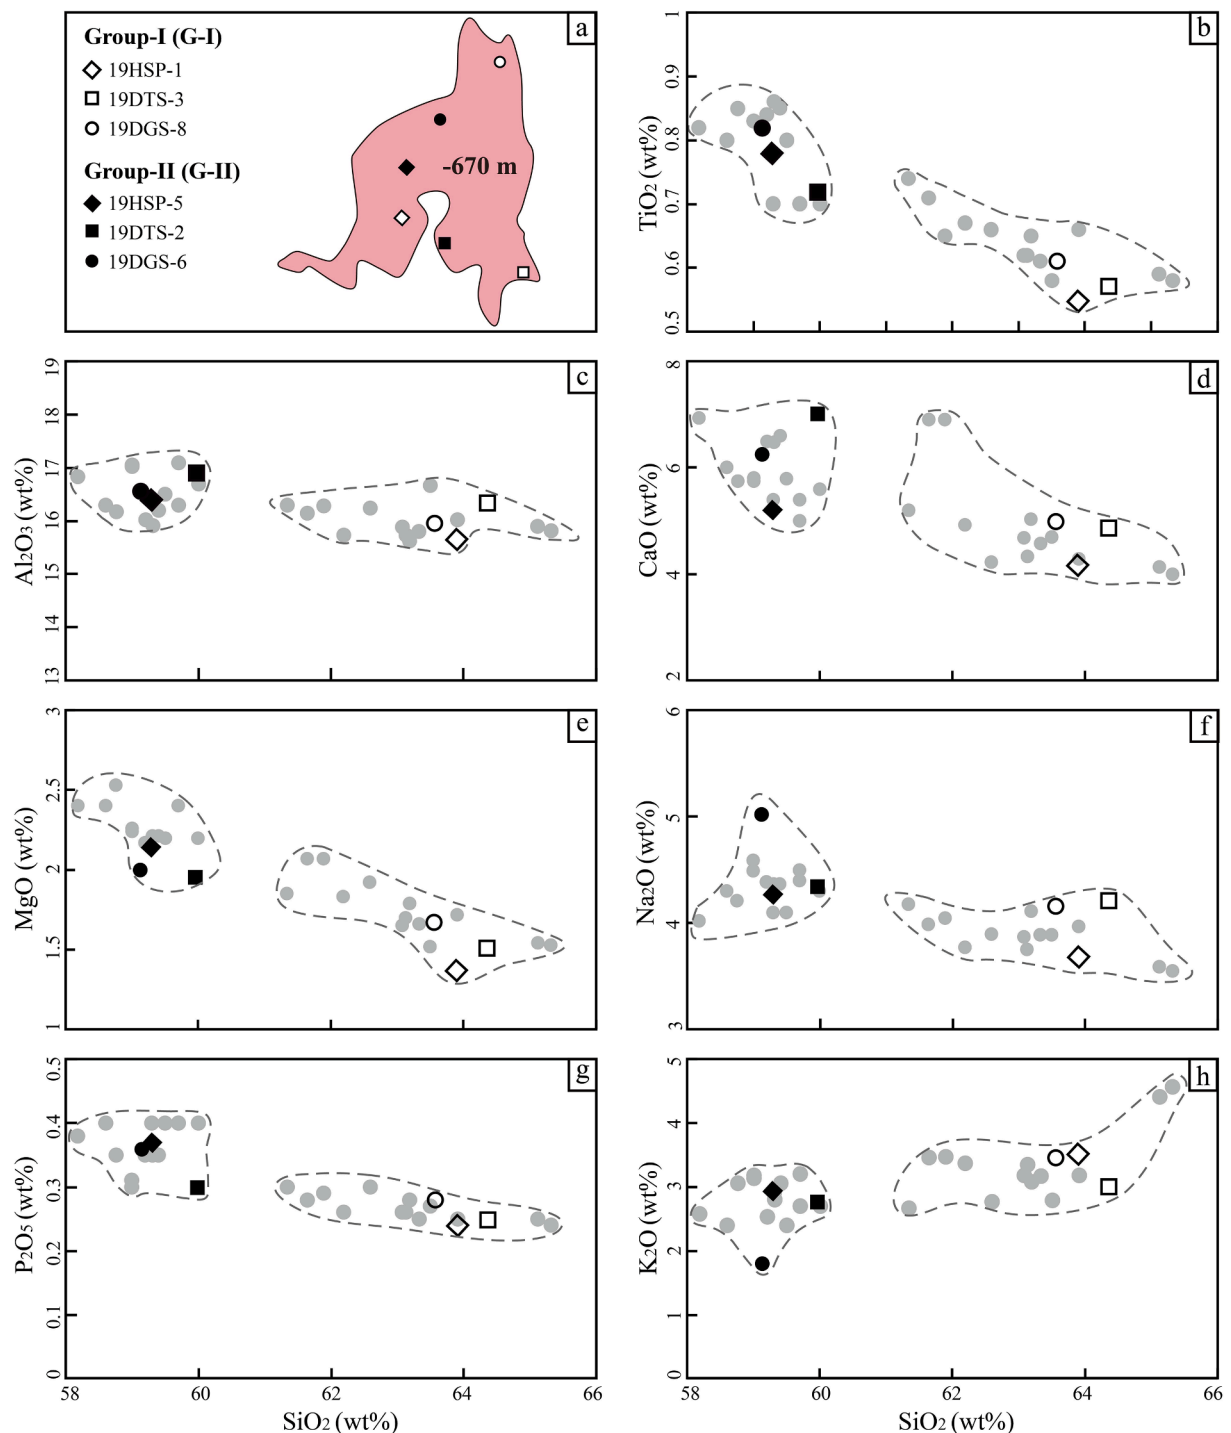 Group-I (G-I)
19HSP-1
19DTS-3
19DGS-8
Group-II (G-II)
19HSP-5
19DTS-2
19DGS-6
-670 m
a
b
TiO2 (wt%)
1
0.9
0.8
0.7
0.6
0.5
c
Al2O3 (wt%)
19
18
17
16
15
14
13
d
CaO (wt%)
8
6
4
2
e
MgO (wt%)
3
2.5
2
1.5
1
f
Na2O (wt%)
6
5
4
3
g
P2O5 (wt%)
0.5
0.4
0.3
0.2
0.1
0
58 60 62 64 66
SiO2 (wt%)
h
K2O (wt%)
5
4
3
2
1
0
58 60 62 64 66
SiO2 (wt%)